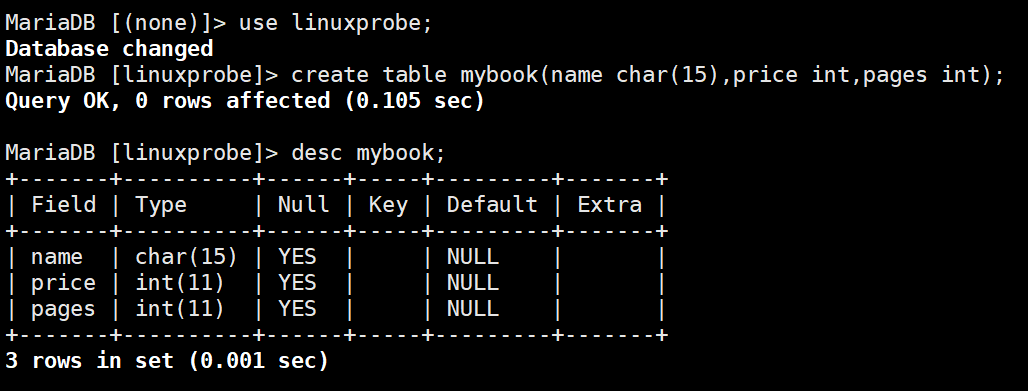 MariaDB [(none)]> use linuxprobe;
Database changed
MariaDB [linuxprobe]> create table mybook(name char(15),price int,pages int);
Query OK, 0 rows affected (0.105 sec)

MariaDB [linuxprobe]> desc mybook;
+-------+----------+------+-----+---------+-------+
| Field | Type     | Null | Key | Default | Extra |
+-------+----------+------+-----+---------+-------+
| name  | char(15) | YES  |     | NULL    |       |
| price | int(11)  | YES  |     | NULL    |       |
| pages | int(11)  | YES  |     | NULL    |       |
+-------+----------+------+-----+---------+-------+
3 rows in set (0.001 sec)